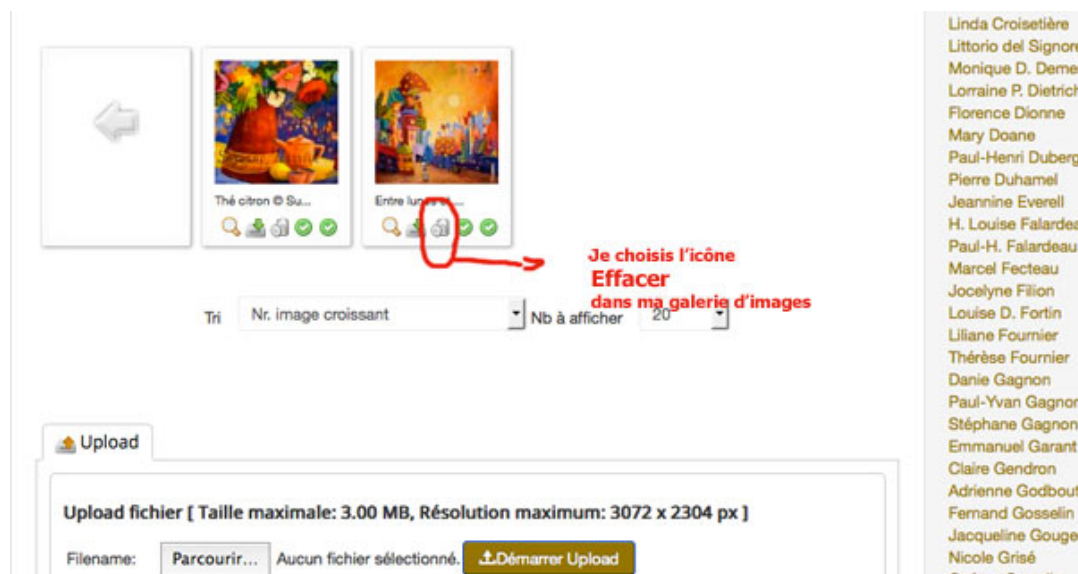 Thé citron © Su...
Entre lunes et ...
Je choisis l'icône
Effacer
dans ma galerie d'images
Tri
Nr. image croissant
Nb à afficher
20
Upload
Upload fichier [ Taille maximale: 3.00 MB, Résolution maximum: 3072 x 2304 px ]
Filename:
Parcourir...
Aucun fichier sélectionné.
Démarrer Upload
Linda Croisetière
Littorio del Signore
Monique D. Deme
Lorraine P. Dietrich
Florence Dionne
Mary Doane
Paul-Henri Duberg
Pierre Duhamel
Jeannine Everell
H. Louise Falardea
Paul-H. Falardeau
Marcel Fecteau
Jocelyne Filion
Louise D. Fortin
Liliane Fournier
Thérèse Fournier
Danie Gagnon
Paul-Yvan Gagnon
Stéphane Gagnon
Emmanuel Garant
Claire Gendron
Adrienne Godbout
Fernand Gosselin
Jacqueline Gouge
Nicole Grisé